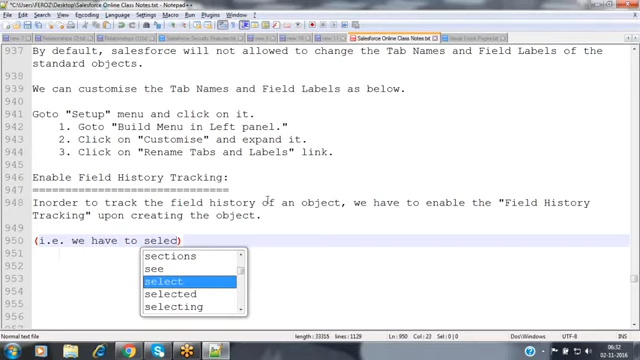 *C:\Users\FEROZ\Desktop\Salesforce Online Class Notes.txt - Notepad++
File Edit Search View Encoding Language Settings Macro Run Plugins Window ?
Salesforce Online Class Notes.txt
937 By default, salesforce will not allowed to change the Tab Names and Field Labels of the
standard objects.
938
939 We can customise the Tab Names and Field Labels as below.
940
941 Goto "Setup" menu and click on it.
942 1. Goto "Build Menu in Left panel."
943 2. Click on "Customise" and expand it.
944 3. Click on "Rename Tabs and Labels" link.
945
946 Enable Field History Tracking:
947 ==============================
948 Inorder to track the field history of an object, we have to enable the "Field History
Tracking" upon creating the object.
949
950 (i.e. we have to selec)
951 sections
952 see
953 select
954 selected
955 selecting
Normal text file length : 33315 lines : 1129 Ln : 950 Col : 23 Sel : 0 | 0 Dos\Windows UTF-8 INS
06:32
02-11-2016